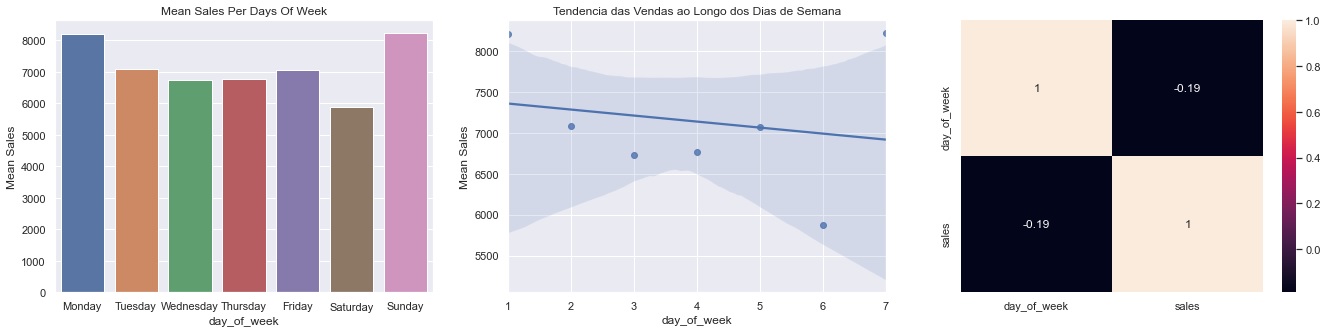 Mean Sales Per Days Of Week
Mean Sales
8000
7000
6000
5000
4000
3000
2000
1000
0
Monday Tuesday Wednesday Thursday Friday Saturday Sunday
day_of_week
Tendencia das Vendas ao Longo dos Dias de Semana
Mean Sales
8000
7500
7000
6500
6000
5500
1 2 3 4 5 6 7
day_of_week
day_of_week
sales
1 -0.19
-0.19 1
day_of_week sales
1.0
0.8
0.6
0.4
0.2
0.0